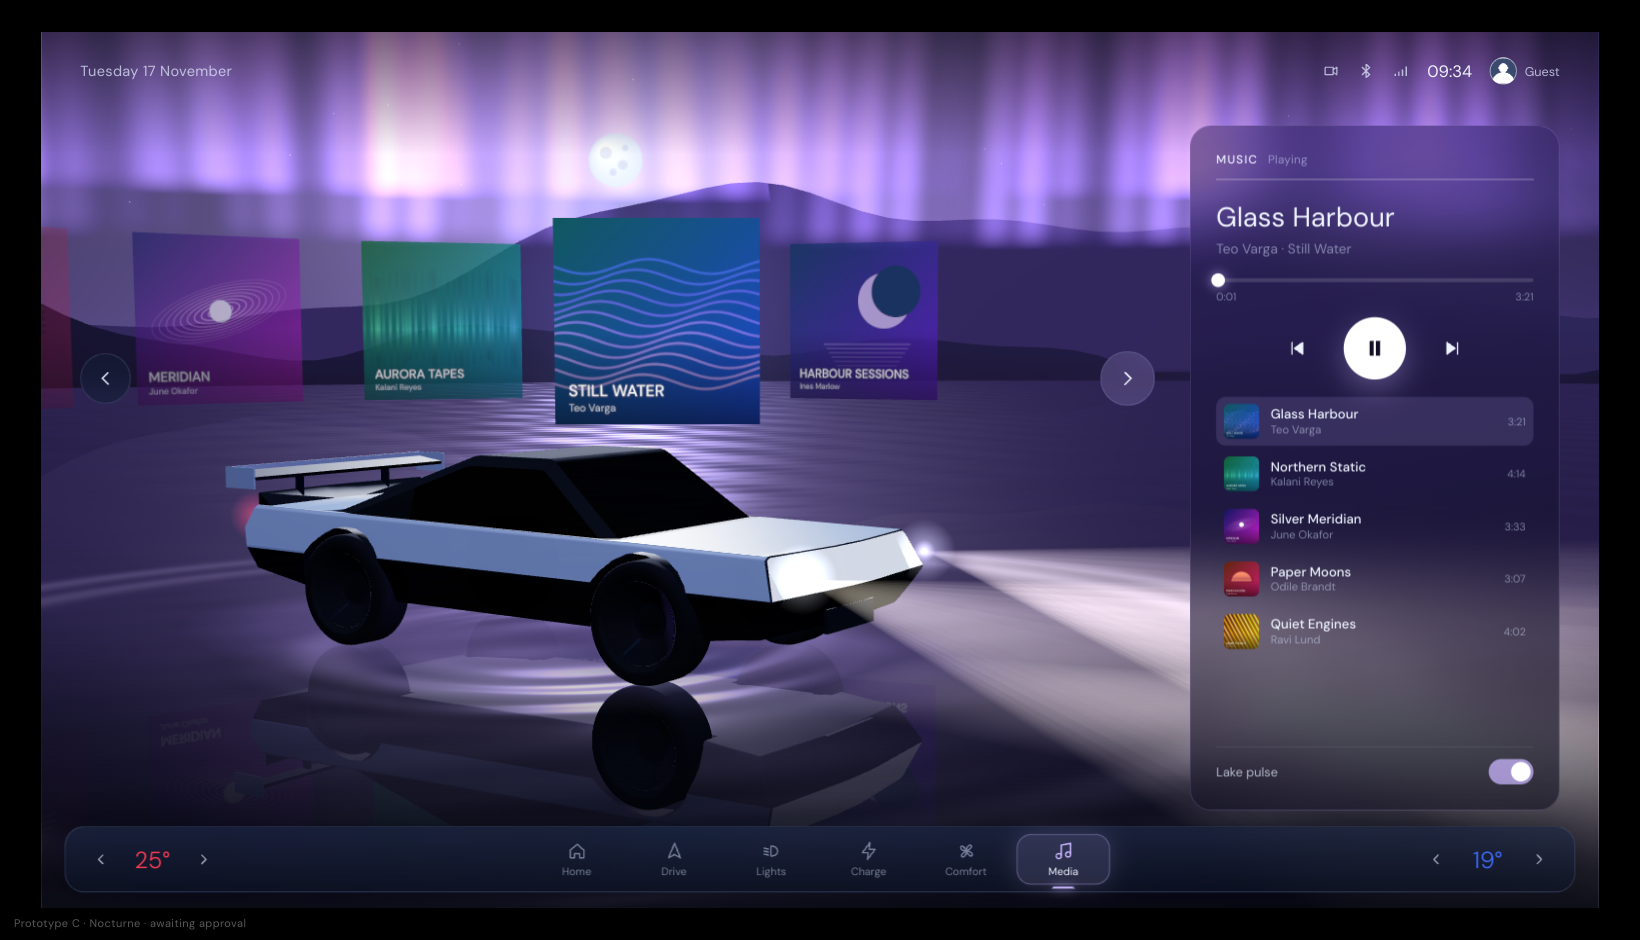 Tuesday 17 November
09:34
Guest
MUSIC Playing
Glass Harbour
Teo Varga · Still Water
0:01
3:21
MERIDIAN
June Okafor
AURORA TAPES
Kalani Reyes
STILL WATER
Teo Varga
HARBOUR SESSIONS
Ines Marlow
Glass Harbour
Teo Varga
3:21
Northern Static
Kalani Reyes
4:14
Silver Meridian
June Okafor
3:33
Paper Moons
Odile Brandt
3:07
Quiet Engines
Ravi Lund
4:02
Lake pulse
25°
Home
Drive
Lights
Charge
Comfort
Media
19°
Prototype C · Nocturne · awaiting approval